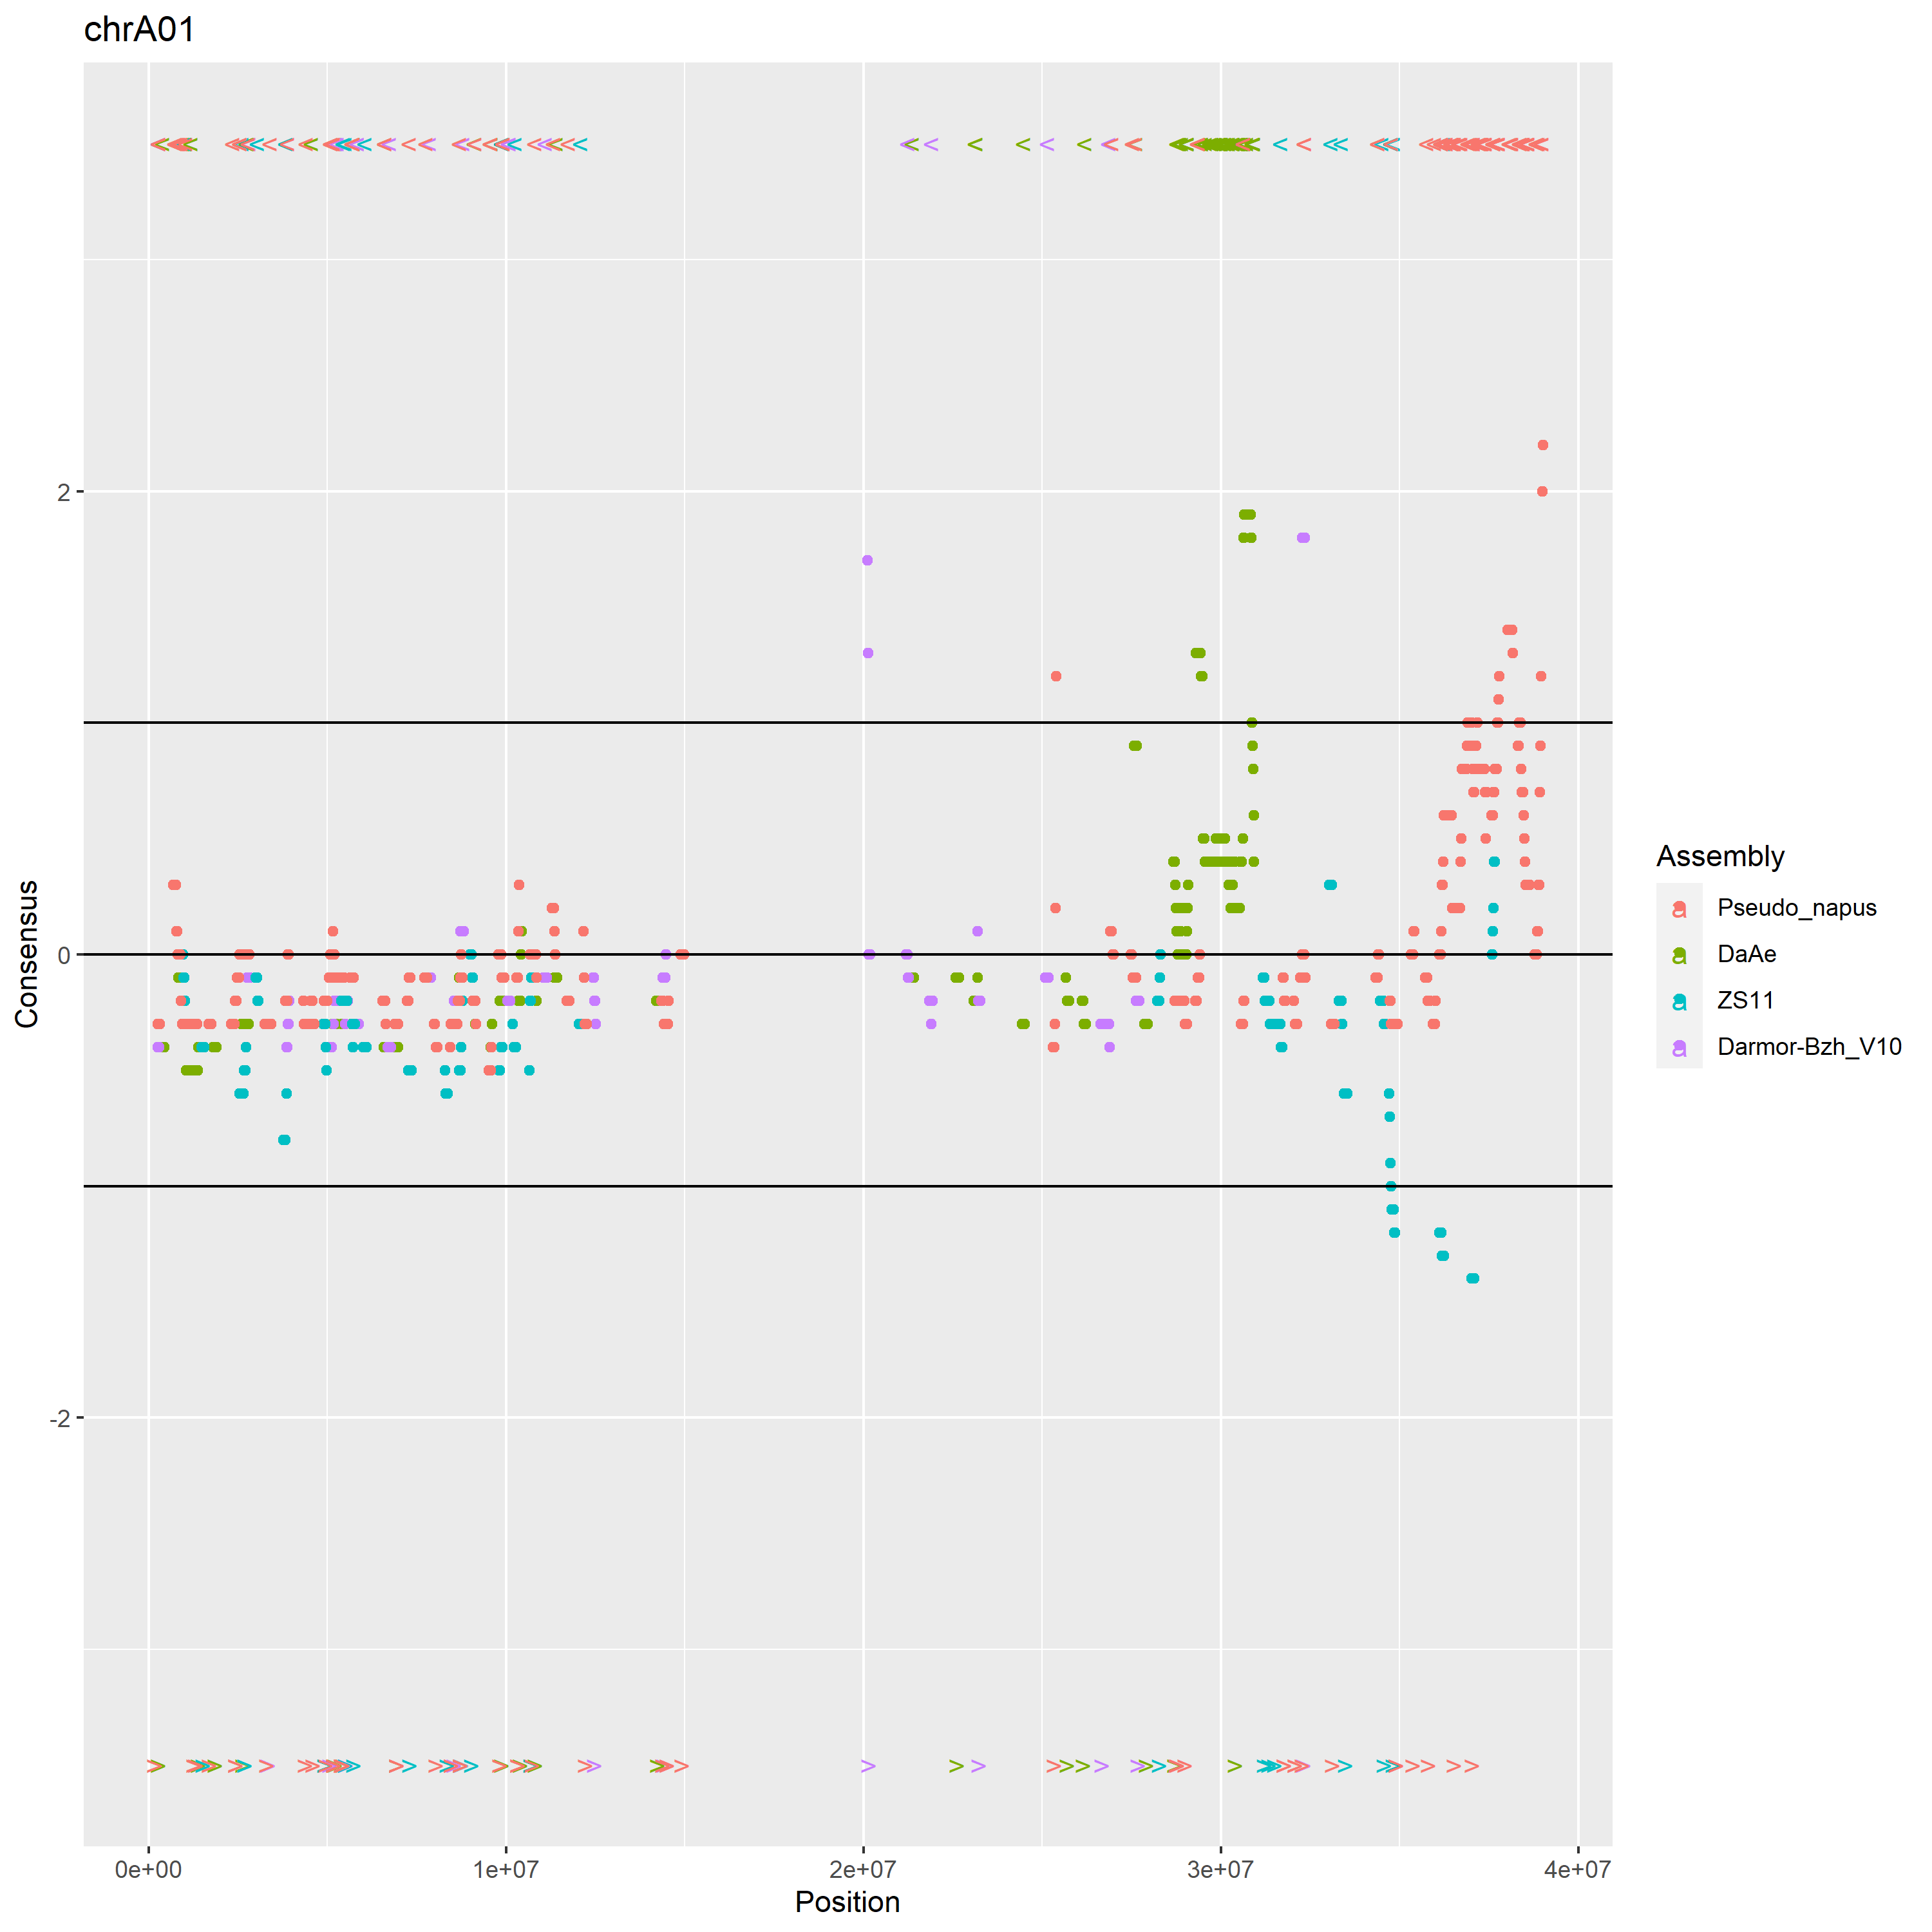 chrA01
Consensus
2
0
-2
0e+00
1e+07
2e+07
3e+07
4e+07
Position
Assembly
a Pseudo_napus
a DaAe
a ZS11
a Darmor-Bzh_V10